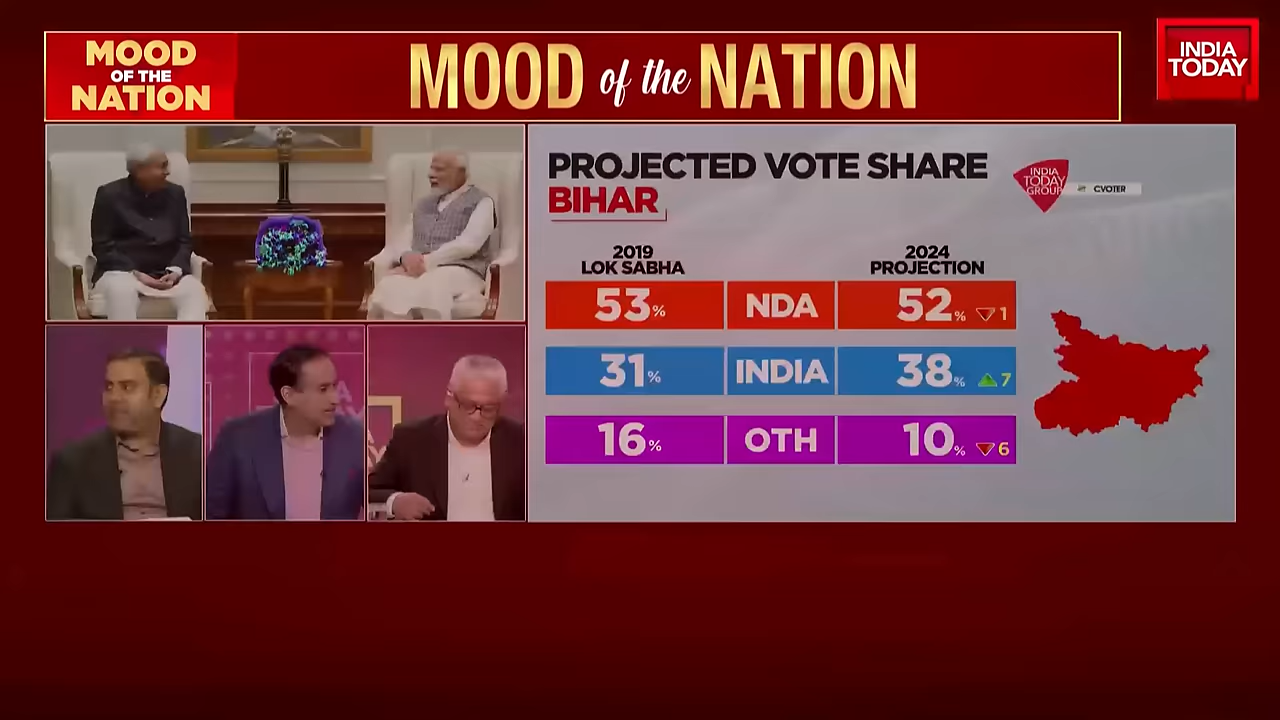 MOOD
OF THE
NATION
MOOD of the NATION
INDIA
TODAY
PROJECTED VOTE SHARE
BIHAR
INDIA
TODAY
GROUP
CVOTER
2019
LOK SABHA
2024
PROJECTION
53% NDA 52% 1
31% INDIA 38% 7
16% OTH 10% 6